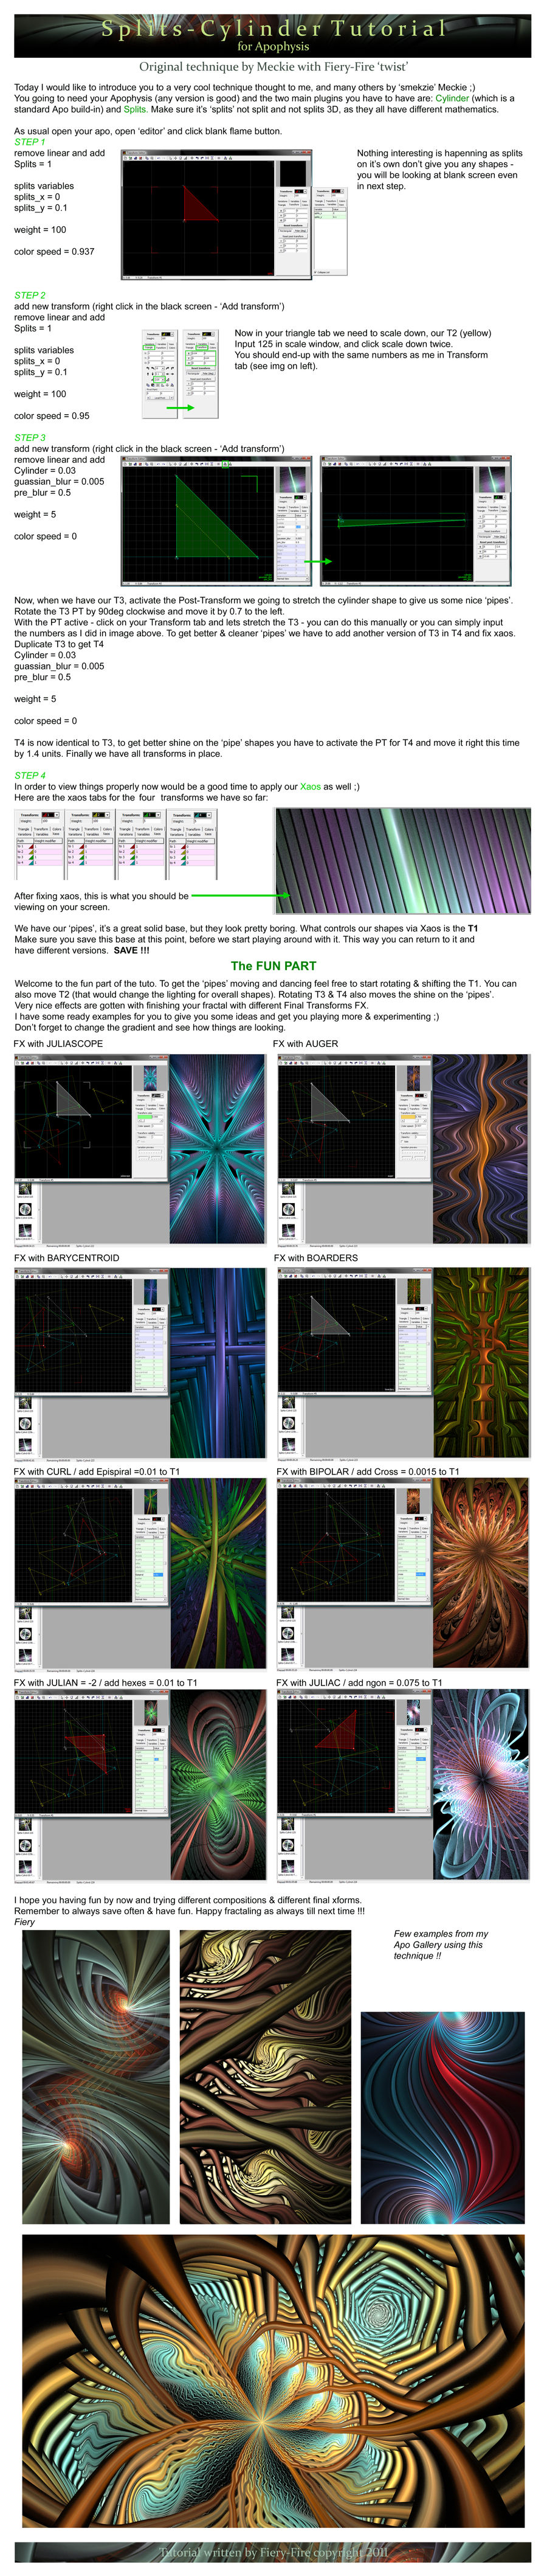 Splits-Cylinder Tutorial
for Apophysis
Original technique by Meckie with Fiery-Fire 'twist'
Today I would like to introduce you to a very cool technique thought to me, and many others by 'smekzie' Meckie ;)
You going to need your Apophysis (any version is good) and the two main plugins you have to have are: Cylinder (which is a
standard Apo build-in) and Splits. Make sure it's 'splits' not split and not splits 3D, as they all have different mathematics.
As usual open your apo, open 'editor' and click blank flame button.
STEP 1
remove linear and add
Splits = 1
splits variables
splits_x = 0
splits_y = 0.1
weight = 100
color speed = 0.937
Nothing interesting is hapenning as splits
on it's own don't give you any shapes -
you will be looking at blank screen even
in next step.
STEP 2
add new transform (right click in the black screen - 'Add transform')
remove linear and add
Splits = 1
splits variables
splits_x = 0
splits_y = 0.1
weight = 100
color speed = 0.95
Now in your triangle tab we need to scale down, our T2 (yellow)
Input 125 in scale window, and click scale down twice.
You should end-up with the same numbers as me in Transform
tab (see img on left).
STEP 3
add new transform (right click in the black screen - 'Add transform')
remove linear and add
Cylinder = 0.03
guassian_blur = 0.005
pre_blur = 0.5
weight = 5
color speed = 0
Now, when we have our T3, activate the Post-Transform we going to stretch the cylinder shape to give us some nice 'pipes'.
Rotate the T3 PT by 90deg clockwise and move it by 0.7 to the left.
With the PT active - click on your Transform tab and lets stretch the T3 - you can do this manually or you can simply input
the numbers as I did in image above. To get better & cleaner 'pipes' we have to add another version of T3 in T4 and fix xaos.
Duplicate T3 to get T4
Cylinder = 0.03
guassian_blur = 0.005
pre_blur = 0.5
weight = 5
color speed = 0
T4 is now identical to T3, to get better shine on the 'pipe' shapes you have to activate the PT for T4 and move it right this time
by 1.4 units. Finally we have all transforms in place.
STEP 4
In order to view things properly now would be a good time to apply our Xaos as well ;)
Here are the xaos tabs for the four transforms we have so far:
After fixing xaos, this is what you should be
viewing on your screen.
We have our 'pipes', it's a great solid base, but they look pretty boring. What controls our shapes via Xaos is the T1
Make sure you save this base at this point, before we start playing around with it. This way you can return to it and
have different versions. SAVE !!!
The FUN PART
Welcome to the fun part of the tuto. To get the 'pipes' moving and dancing feel free to start rotating & shifting the T1. You can
also move T2 (that would change the lighting for overall shapes). Rotating T3 & T4 also moves the shine on the 'pipes'.
Very nice effects are gotten with finishing your fractal with different Final Transforms FX.
I have some ready examples for you to give you some ideas and get you playing more & experimenting ;)
Don't forget to change the gradient and see how things are looking.
FX with JULIASCOPE
FX with AUGER
FX with BARYCENTROID
FX with BOARDERS
FX with CURL / add Epispiral =0.01 to T1
FX with BIPOLAR / add Cross = 0.0015 to T1
FX with JULIAN = -2 / add hexes = 0.01 to T1
FX with JULIAC / add ngon = 0.075 to T1
I hope you having fun by now and trying different compositions & different final xforms.
Remember to always save often & have fun. Happy fractaling as always till next time !!!
Fiery
Few examples from my
Apo Gallery using this
technique !!
Tutorial written by Fiery-Fire copyright 2011